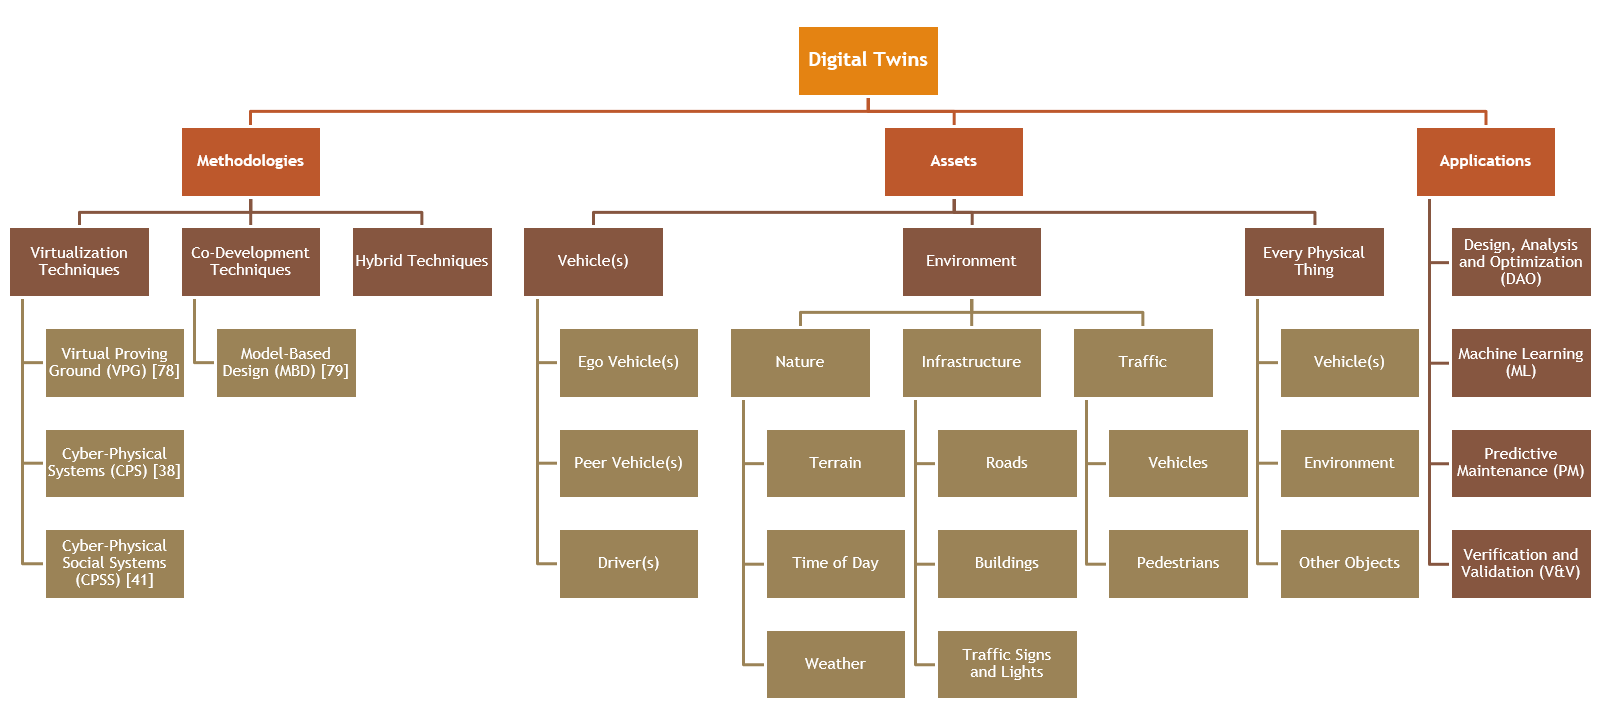 Digital Twins
Methodologies
Assets
Applications
Virtualization
Techniques
Co-Development
Techniques
Hybrid Techniques
Vehicle(s)
Environment
Every Physical
Thing
Design, Analysis
and Optimization
(DAO)
Virtual Proving
Ground (VPG) [78]
Model-Based
Design (MBD) [79]
Ego Vehicle(s)
Nature
Infrastructure
Traffic
Vehicle(s)
Machine Learning
(ML)
Cyber-Physical
Systems (CPS) [38]
Peer Vehicle(s)
Terrain
Roads
Vehicles
Environment
Predictive
Maintenance (PM)
Cyber-Physical
Social Systems
(CPSS) [41]
Driver(s)
Time of Day
Buildings
Pedestrians
Other Objects
Verification and
Validation (V&V)
Weather
Traffic Signs
and Lights